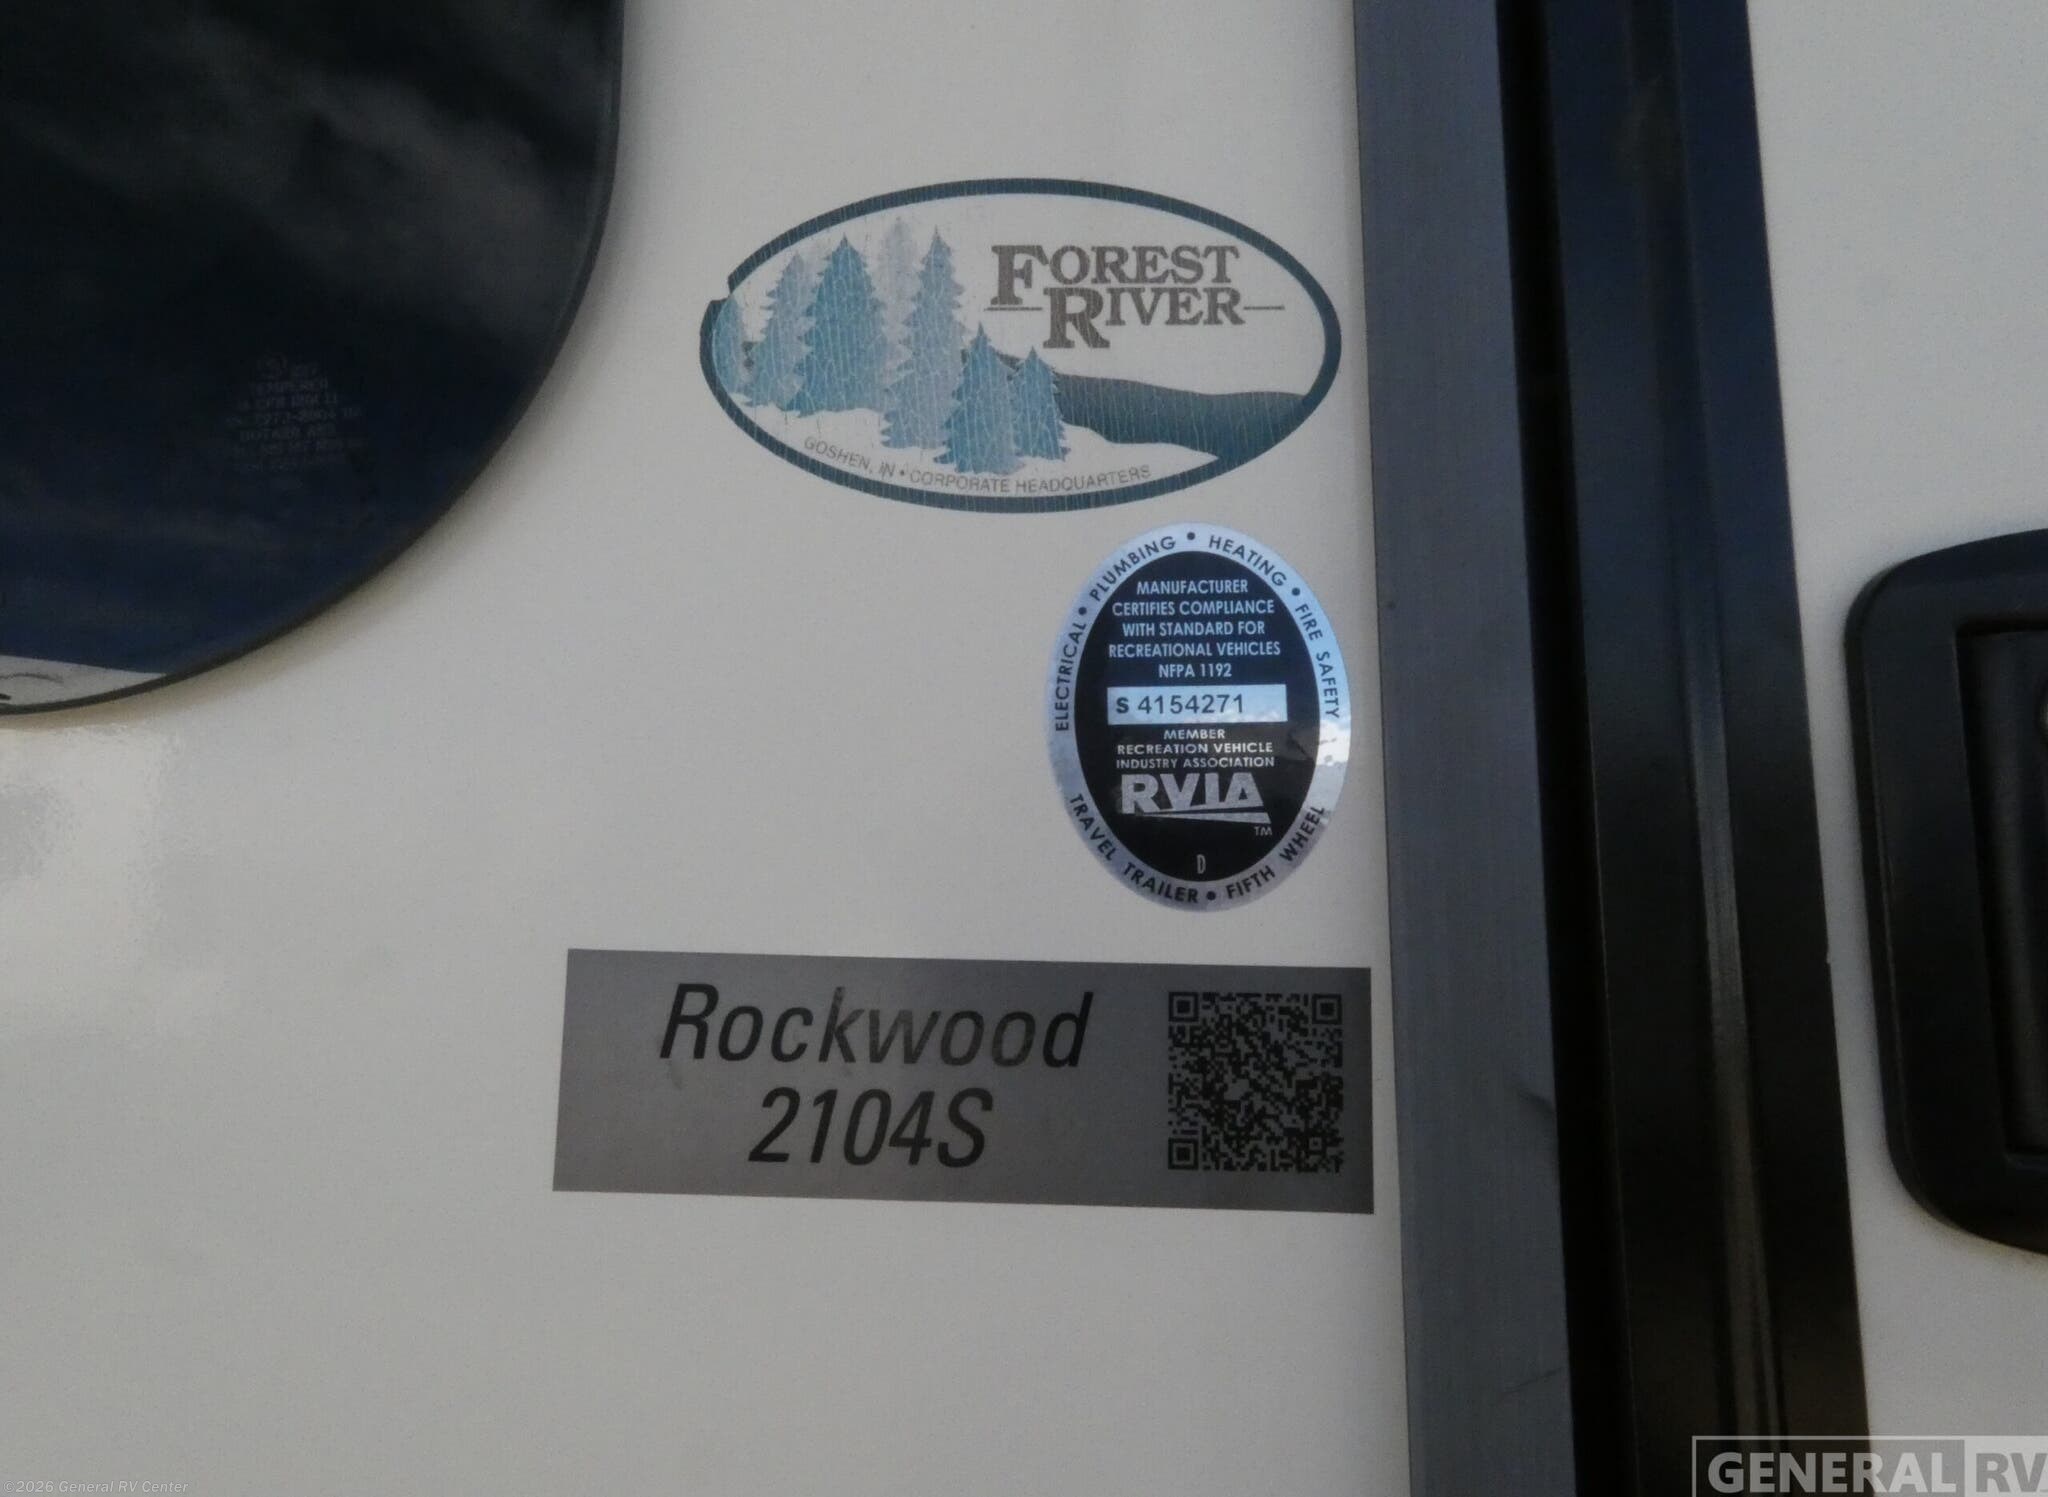 FOREST
RIVER
GOSHEN, IN • CORPORATE HEADQUARTERS
ELECTRICAL • PLUMBING • HEATING • FIRE SAFETY •
MANUFACTURER
CERTIFIES COMPLIANCE
WITH STANDARD FOR
RECREATIONAL VEHICLES
NFPA 1192
S 4154271
MEMBER
RECREATION VEHICLE
INDUSTRY ASSOCIATION
RVIA
TM
D
TRAVEL TRAILER • FIFTH WHEEL
Rockwood
2104S
TEMPERED
©2026 General RV Center
GENERAL RV